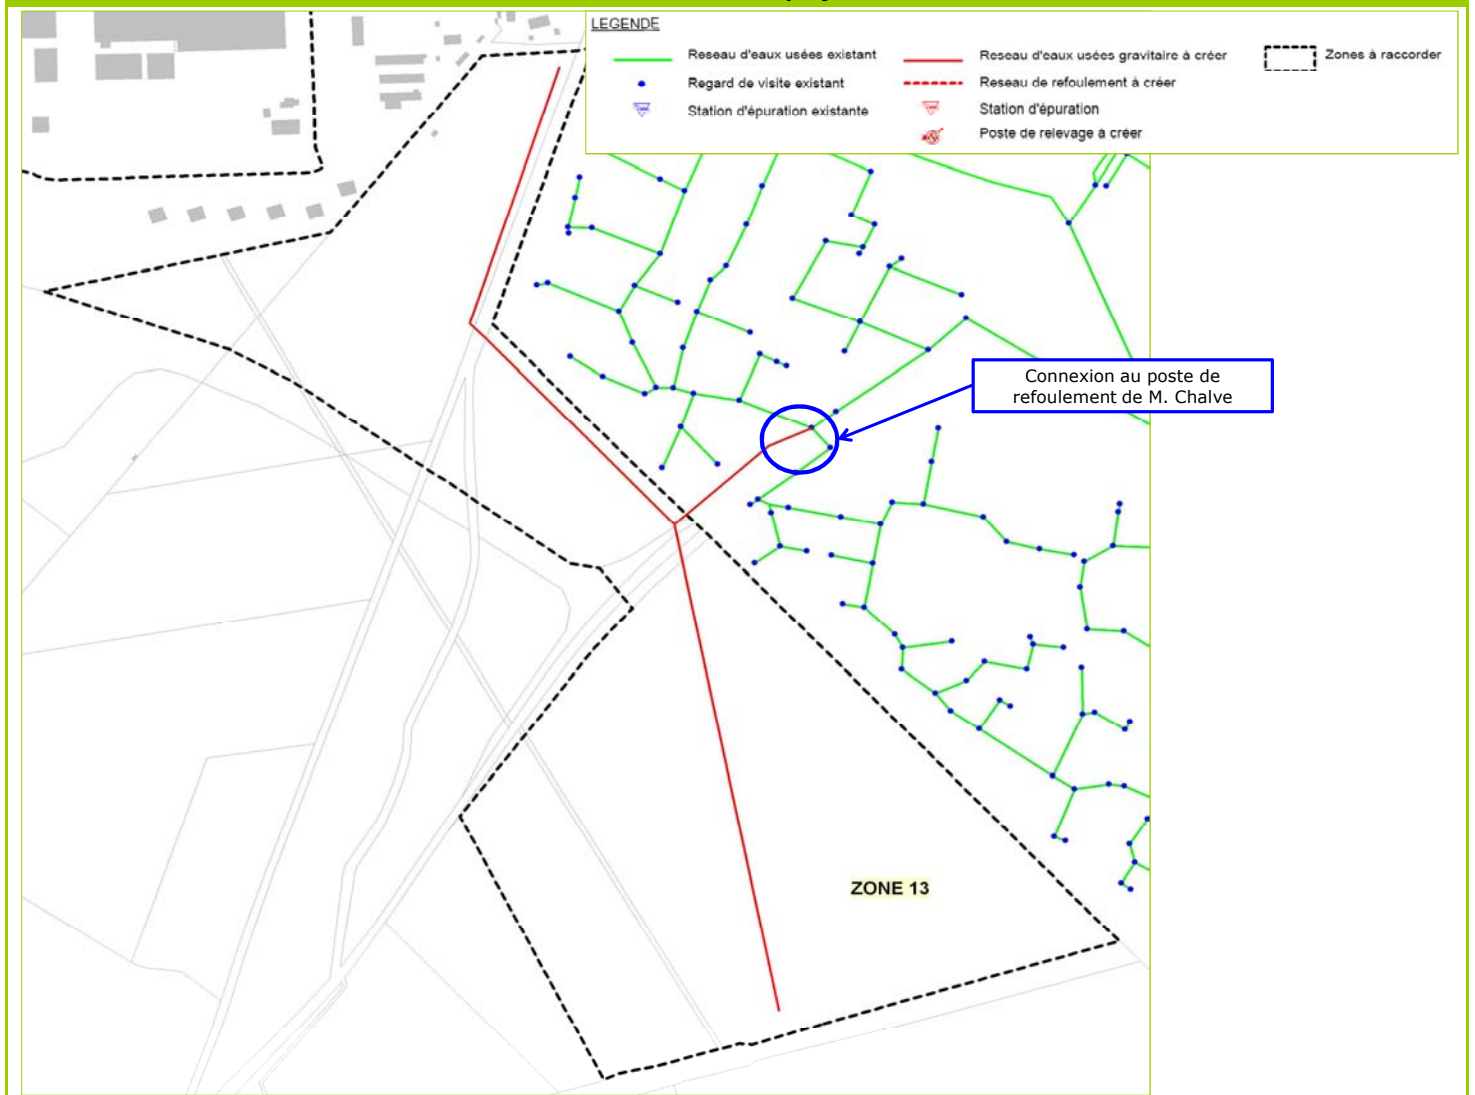 LEGENDE
Reseau d'eaux usées existant
Regard de visite existant
Station d'épuration existante
Reseau d'eaux usées gravitaire à créer
Reseau de refoulement à créer
Station d'épuration
Poste de relevage à créer
Zones à raccorder
Connexion au poste de
refoulement de M. Chalve
ZONE 13